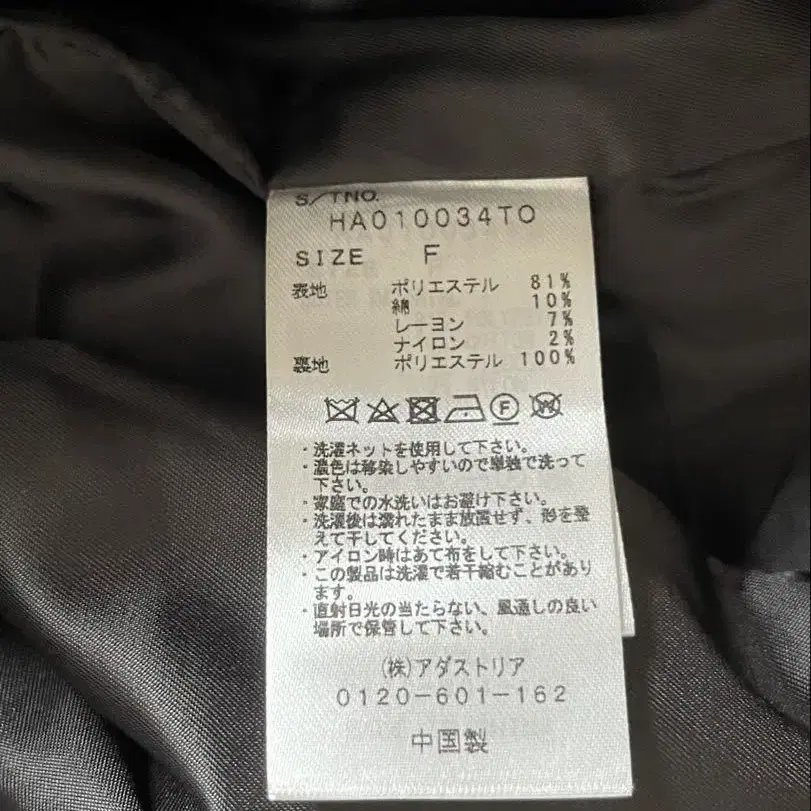 S/TNO.
HA010034TO
SIZE F
表地 ポリエステル 81%
綿 10%
レーヨン 7%
ナイロン 2%
裏地 ポリエステル 100%
F W
・洗濯ネットを使用して下さい。
・濃色は移染しやすいので単独で洗って
下さい。
・家庭での水洗いはお避け下さい。
・洗濯後は濡れたまま放置せず、形を整
えて干してください。
・アイロン時はあて布をして下さい。
・この製品は洗濯で若干縮むことがあり
ます。
・直射日光の当たらない、風通しの良い
場所で保管して下さい。
(株)アダストリア
0120-601-162
中国製